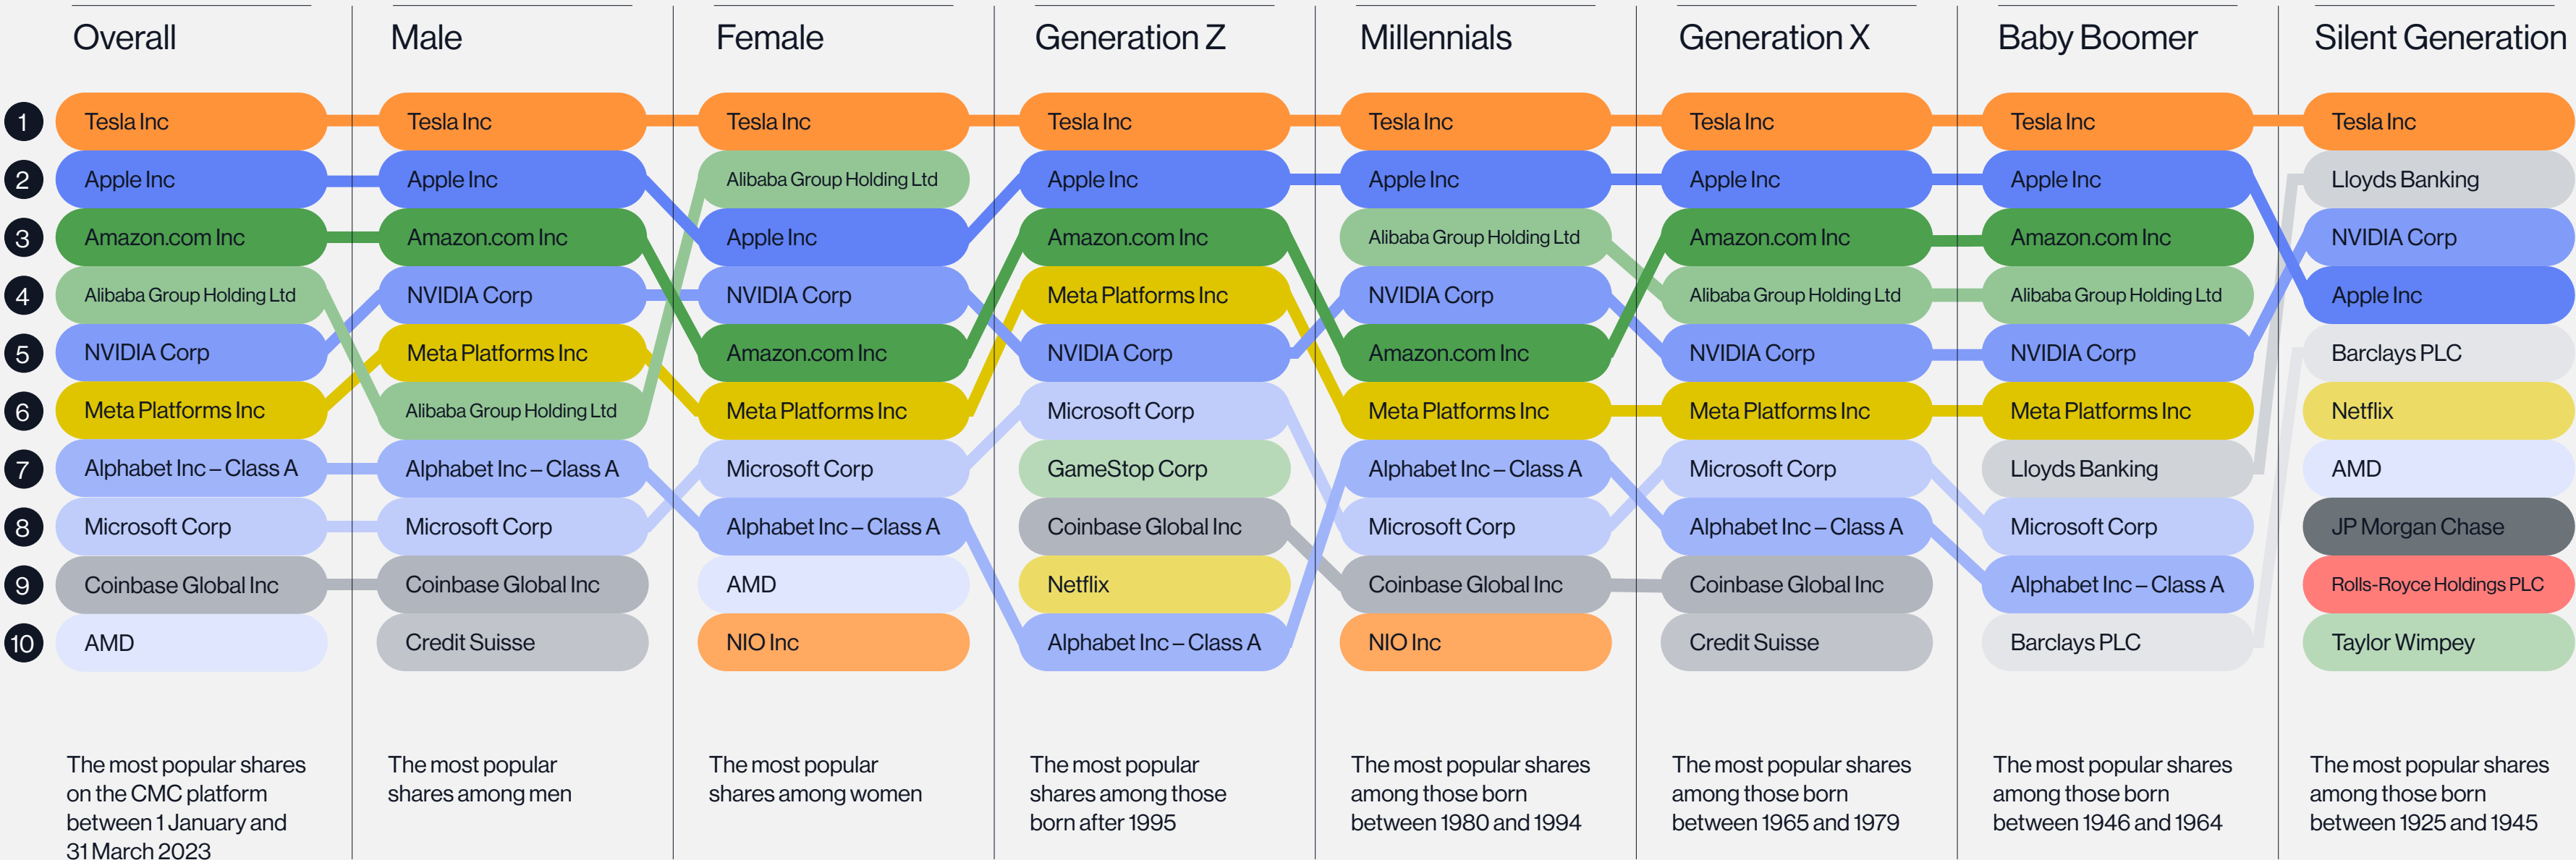 Overall
Male
Female
Generation Z
Millennials
Generation X
Baby Boomer
Silent Generation
1
Tesla Inc
Tesla Inc
Tesla Inc
Tesla Inc
Tesla Inc
Tesla Inc
Tesla Inc
Tesla Inc
2
Apple Inc
Apple Inc
Alibaba Group Holding Ltd
Apple Inc
Apple Inc
Apple Inc
Apple Inc
Lloyds Banking
3
Amazon.com Inc
Amazon.com Inc
Apple Inc
Amazon.com Inc
Alibaba Group Holding Ltd
Amazon.com Inc
Amazon.com Inc
NVIDIA Corp
4
Alibaba Group Holding Ltd
NVIDIA Corp
NVIDIA Corp
Meta Platforms Inc
NVIDIA Corp
Alibaba Group Holding Ltd
Alibaba Group Holding Ltd
Apple Inc
5
NVIDIA Corp
Meta Platforms Inc
Amazon.com Inc
NVIDIA Corp
Amazon.com Inc
NVIDIA Corp
NVIDIA Corp
Barclays PLC
6
Meta Platforms Inc
Alibaba Group Holding Ltd
Meta Platforms Inc
Microsoft Corp
Meta Platforms Inc
Meta Platforms Inc
Meta Platforms Inc
Netflix
7
Alphabet Inc – Class A
Alphabet Inc – Class A
Microsoft Corp
GameStop Corp
Alphabet Inc – Class A
Microsoft Corp
Lloyds Banking
AMD
8
Microsoft Corp
Microsoft Corp
Alphabet Inc – Class A
Coinbase Global Inc
Microsoft Corp
Alphabet Inc – Class A
Microsoft Corp
JP Morgan Chase
9
Coinbase Global Inc
Coinbase Global Inc
AMD
Netflix
Coinbase Global Inc
Coinbase Global Inc
Alphabet Inc – Class A
Rolls-Royce Holdings PLC
10
AMD
Credit Suisse
NIO Inc
Alphabet Inc – Class A
NIO Inc
Credit Suisse
Barclays PLC
Taylor Wimpey
The most popular shares
on the CMC platform
between 1 January and
31 March 2023
The most popular
shares among men
The most popular
shares among women
The most popular
shares among those
born after 1995
The most popular shares
among those born
between 1980 and 1994
The most popular shares
among those born
between 1965 and 1979
The most popular shares
among those born
between 1946 and 1964
The most popular shares
among those born
between 1925 and 1945